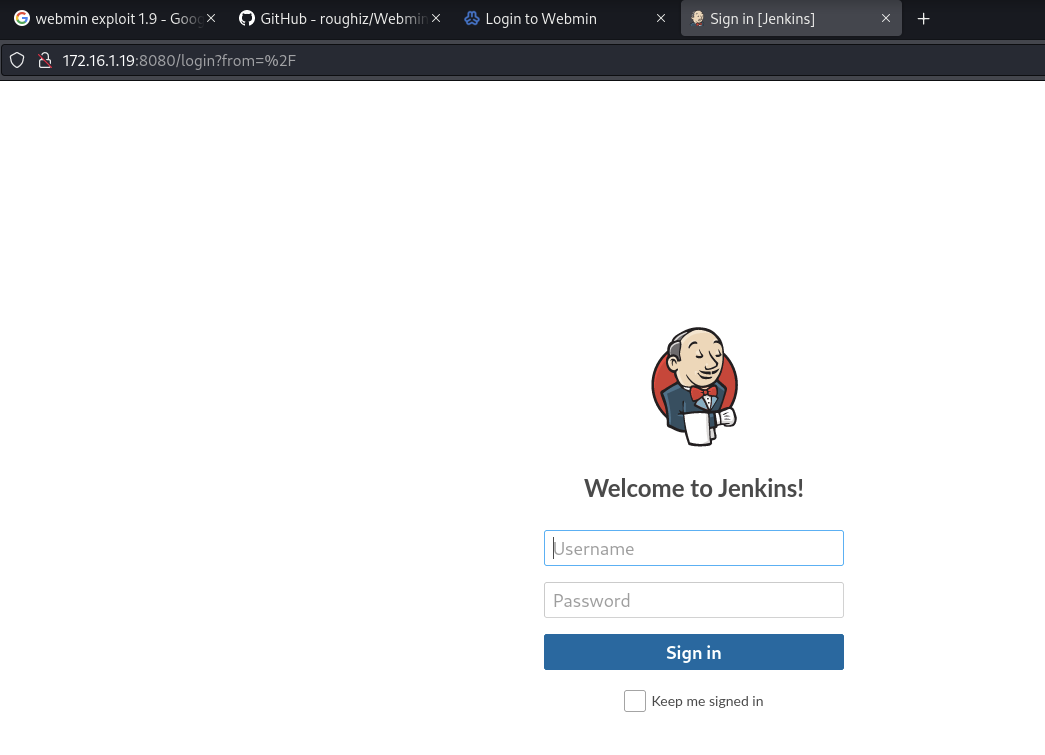 webmin exploit 1.9 - Goog
GitHub - roughiz/Webmin
Login to Webmin
Sign in [Jenkins]
172.16.1.19:8080/login?from=%2F
Welcome to Jenkins!
Username
Password
Sign in
Keep me signed in